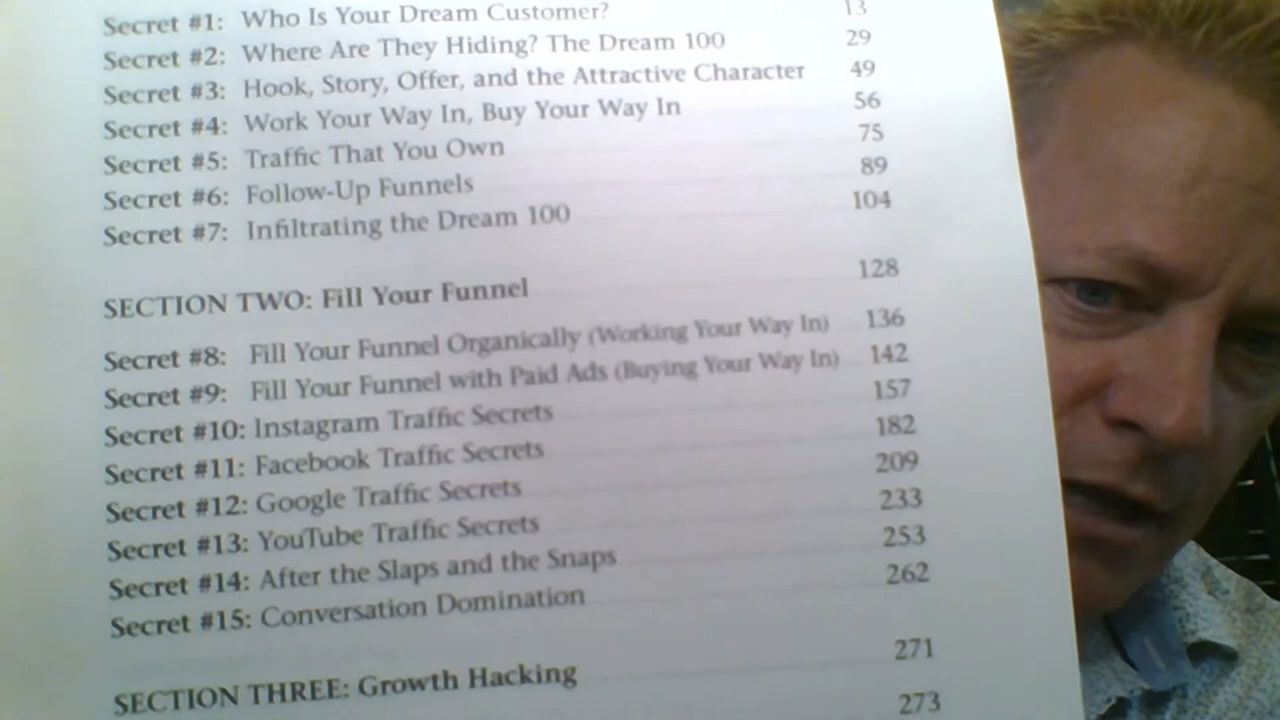 Secret #1: Who Is Your Dream Customer? 13
Secret #2: Where Are They Hiding? The Dream 100 29
Secret #3: Hook, Story, Offer, and the Attractive Character 49
Secret #4: Work Your Way In, Buy Your Way In 56
Secret #5: Traffic That You Own 75
Secret #6: Follow-Up Funnels 89
Secret #7: Infiltrating the Dream 100 104
SECTION TWO: Fill Your Funnel 128
Secret #8: Fill Your Funnel Organically (Working Your Way In) 136
Secret #9: Fill Your Funnel with Paid Ads (Buying Your Way In) 142
Secret #10: Instagram Traffic Secrets 157
Secret #11: Facebook Traffic Secrets 182
Secret #12: Google Traffic Secrets 209
Secret #13: YouTube Traffic Secrets 233
Secret #14: After the Slaps and the Snaps 253
Secret #15: Conversation Domination 262
SECTION THREE: Growth Hacking 271
273